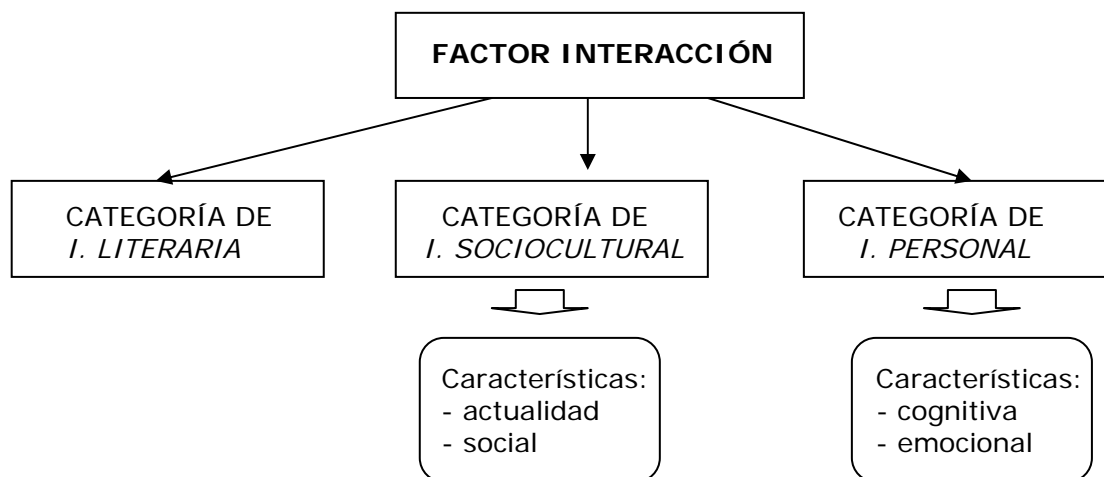 FACTOR INTERACCIÓN
CATEGORÍA DE
I. LITERARIA
CATEGORÍA DE
I. SOCIOCULTURAL
CATEGORÍA DE
I. PERSONAL
Características:
- actualidad
- social
Características:
- cognitiva
- emocional